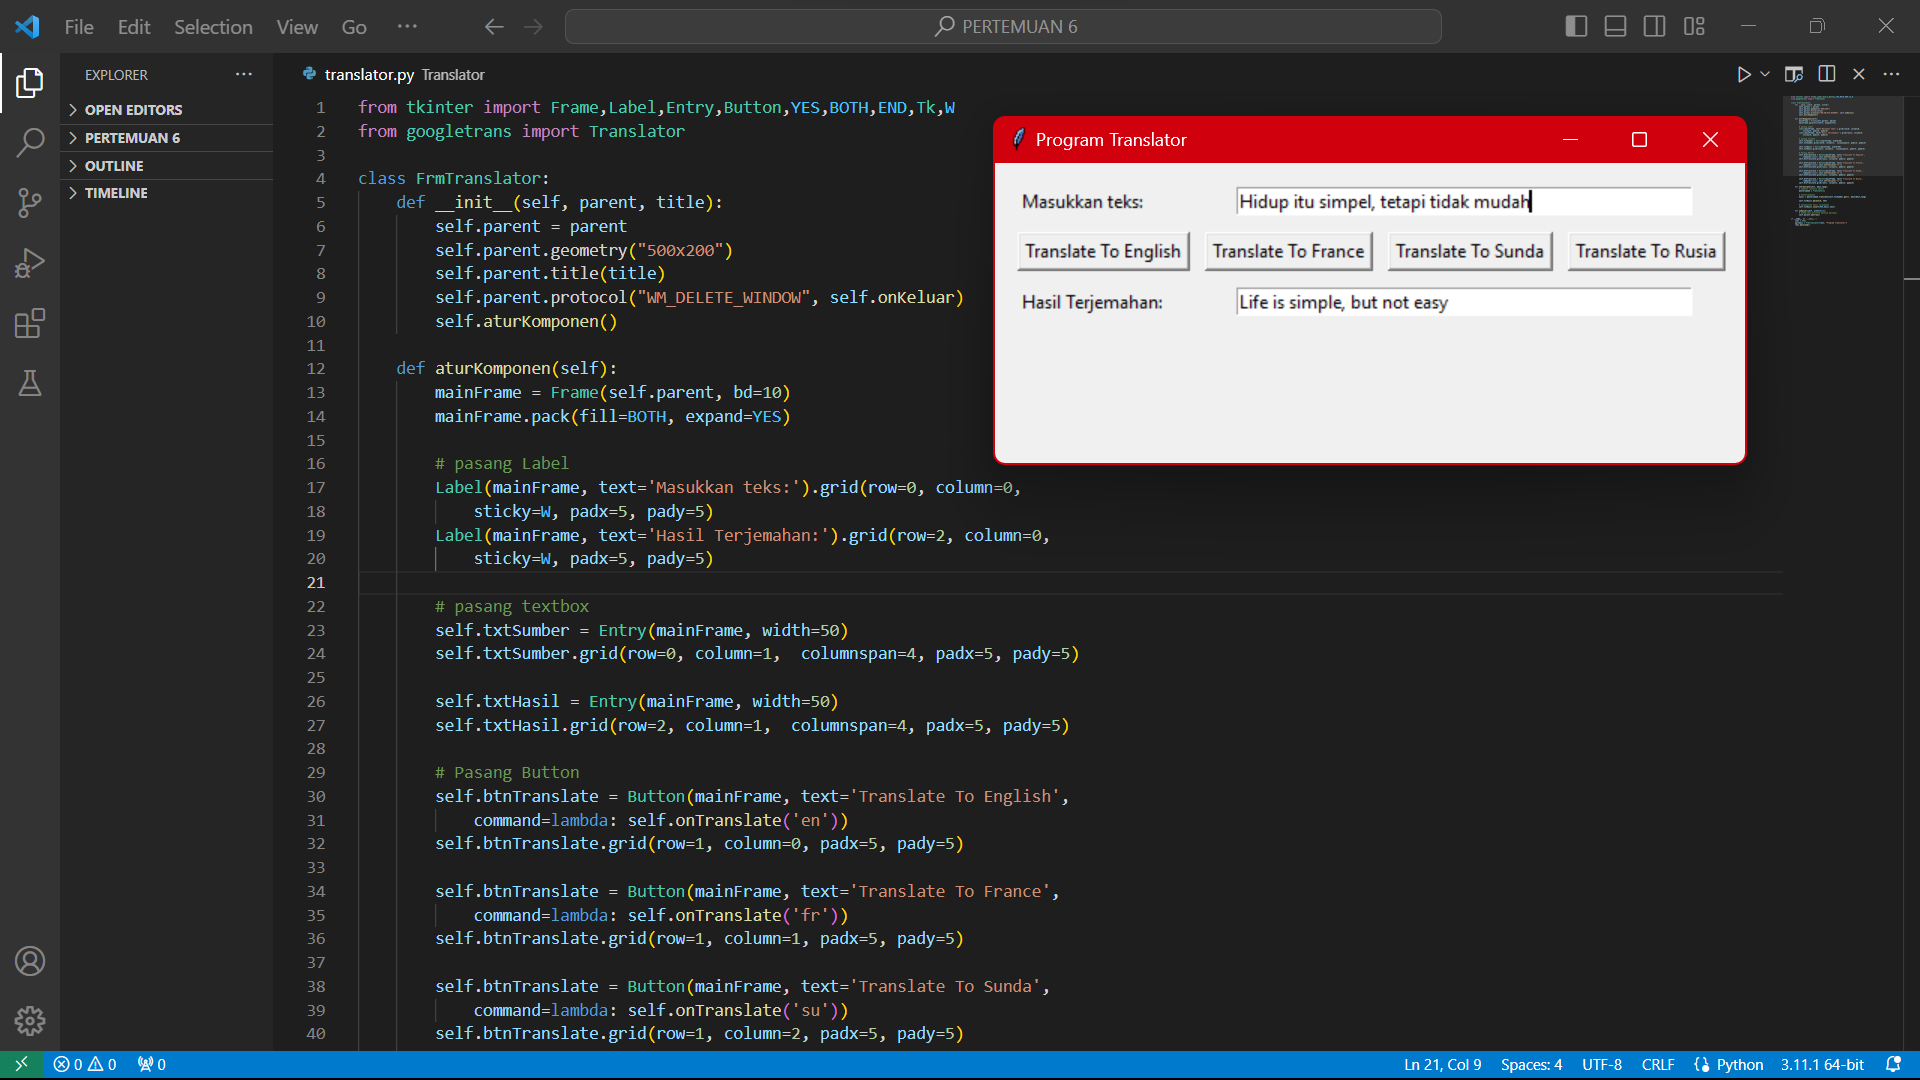 File Edit Selection View Go ···
PERTEMUAN 6
EXPLORER
OPEN EDITORS
PERTEMUAN 6
OUTLINE
TIMELINE
translator.py Translator
1 from tkinter import Frame,Label,Entry,Button,YES,BOTH,END,Tk,W
2 from googletrans import Translator
3
4 class FrmTranslator:
5 def __init__(self, parent, title):
6 self.parent = parent
7 self.parent.geometry("500x200")
8 self.parent.title(title)
9 self.parent.protocol("WM_DELETE_WINDOW", self.onKeluar)
10 self.aturKomponen()
11
12 def aturKomponen(self):
13 mainFrame = Frame(self.parent, bd=10)
14 mainFrame.pack(fill=BOTH, expand=YES)
15
16 # pasang Label
17 Label(mainFrame, text='Masukkan teks:').grid(row=0, column=0,
18 sticky=W, padx=5, pady=5)
19 Label(mainFrame, text='Hasil Terjemahan:').grid(row=2, column=0,
20 sticky=W, padx=5, pady=5)
21
22 # pasang textbox
23 self.txtSumber = Entry(mainFrame, width=50)
24 self.txtSumber.grid(row=0, column=1,  columnspan=4, padx=5, pady=5)
25
26 self.txtHasil = Entry(mainFrame, width=50)
27 self.txtHasil.grid(row=2, column=1,  columnspan=4, padx=5, pady=5)
28
29 # Pasang Button
30 self.btnTranslate = Button(mainFrame, text='Translate To English',
31 command=lambda: self.onTranslate('en'))
32 self.btnTranslate.grid(row=1, column=0, padx=5, pady=5)
33
34 self.btnTranslate = Button(mainFrame, text='Translate To France',
35 command=lambda: self.onTranslate('fr'))
36 self.btnTranslate.grid(row=1, column=1, padx=5, pady=5)
37
38 self.btnTranslate = Button(mainFrame, text='Translate To Sunda',
39 command=lambda: self.onTranslate('su'))
40 self.btnTranslate.grid(row=1, column=2, padx=5, pady=5)
Program Translator
Masukkan teks: Hidup itu simpel, tetapi tidak mudah
Translate To English Translate To France Translate To Sunda Translate To Rusia
Hasil Terjemahan: Life is simple, but not easy
0 0 0 Ln 21, Col 9 Spaces: 4 UTF-8 CRLF Python 3.11.1 64-bit